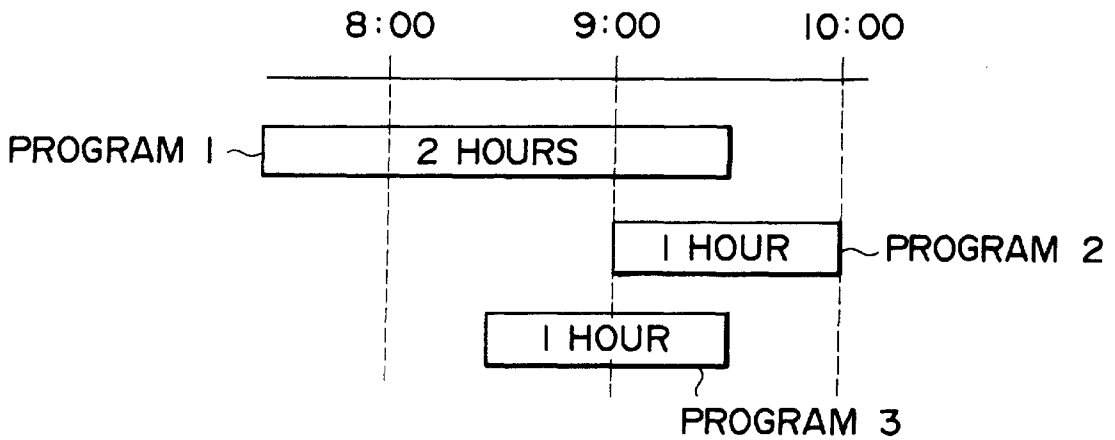 8:00 9:00 10:00
PROGRAM 1 2 HOURS
1 HOUR PROGRAM 2
1 HOUR
PROGRAM 3